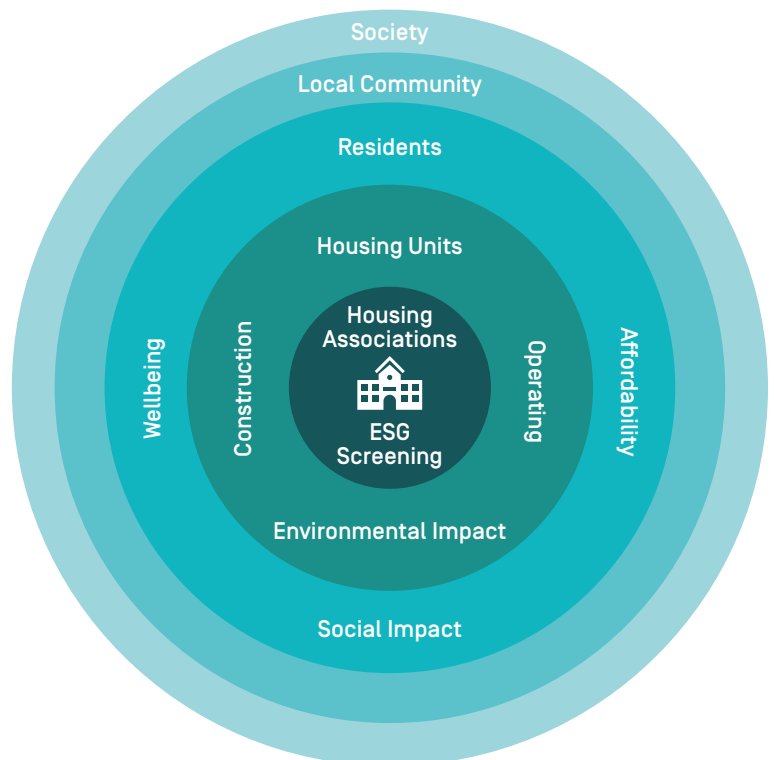 Society
Local Community
Residents
Housing Units
Housing
Associations
ESG
Screening
Wellbeing
Construction
Operating
Affordability
Environmental Impact
Social Impact